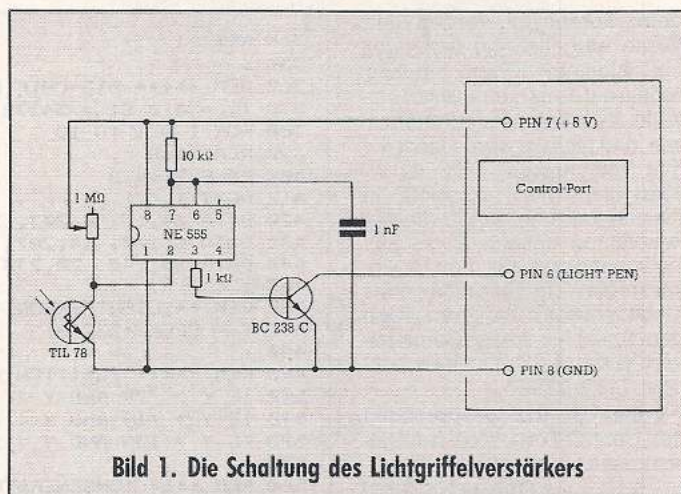 PIN 7 (+5 V)
10 kΩ
Control-Port
1 MΩ
8 7 6 5
NE 555
1 2 3 4
1 nF
1 kΩ
PIN 6 (LIGHT PEN)
BC 238 C
TIL 78
PIN 8 (GND)
Bild 1. Die Schaltung des Lichtgriffelverstärkers